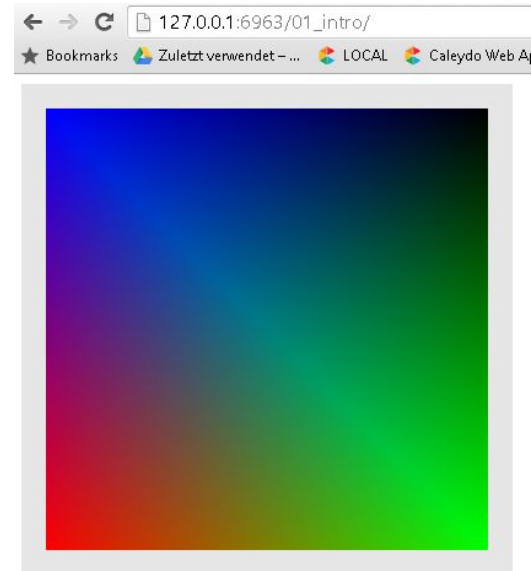 127.0.0.1:6963/01_intro/
Bookmarks Zuletzt verwendet – ... LOCAL Caleydo Web Ap